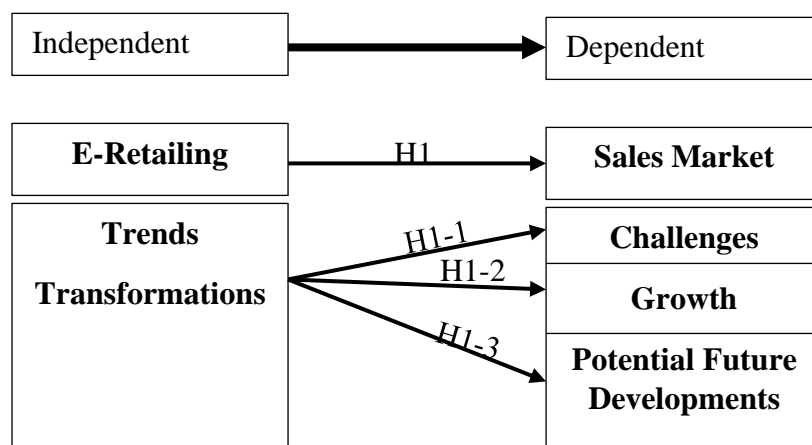 Independent
Dependent
E-Retailing
H1
Sales Market
Trends
Transformations
H1-1
H1-2
H1-3
Challenges
Growth
Potential Future
Developments